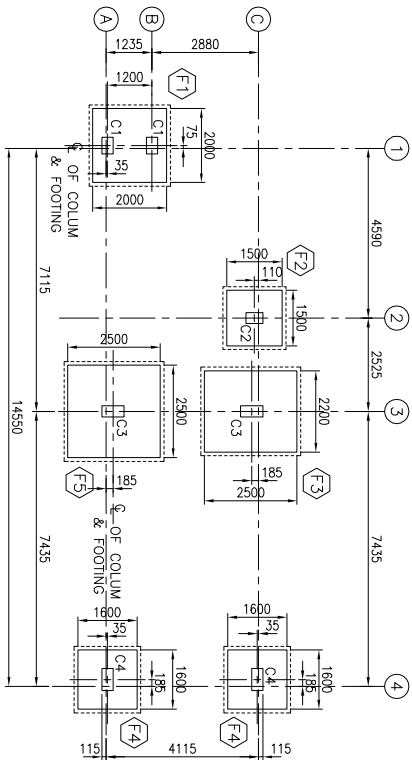 A
B
C
1235
2880
1200
F1
C1
C1
75
2000
35
2000
℄ OF COLUM
& FOOTING
1
4590
7115
14550
F2
1500
110
1500
C2
2
2525
2500
2500
C3
185
F5
℄ OF COLUM
& FOOTING
2200
C3
185
F3
2500
3
7435
7435
1600
35
C4
185
1600
F4
1600
35
C4
185
1600
F4
4
115
4115
115